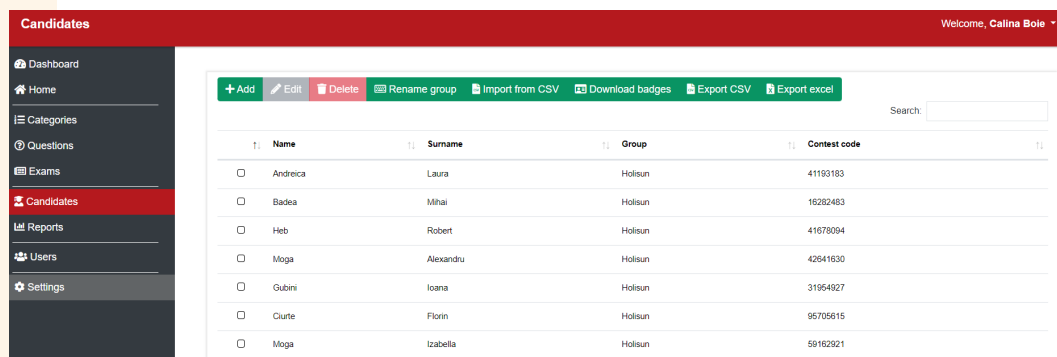 Candidates
Welcome, Calina Boie
Dashboard
Home
Categories
Questions
Exams
Candidates
Reports
Users
Settings
Add Edit Delete Rename group Import from CSV Download badges Export CSV Export excel
Search:
Name Surname Group Contest code
Andreica Laura Holisun 41193183
Badea Mihai Holisun 16282483
Heb Robert Holisun 41678094
Moga Alexandru Holisun 42641630
Gubini Ioana Holisun 31954927
Ciurte Florin Holisun 95705615
Moga Izabella Holisun 59162921